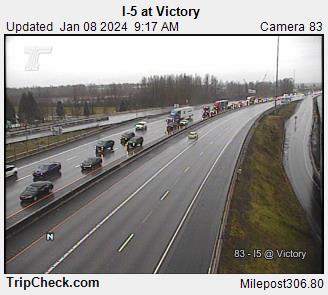 I-5 at Victory
Updated Jan 08 2024 9:17 AM Camera 83
Tr
N
83 - I5 @ Victory
TripCheck.com Milepost306.80